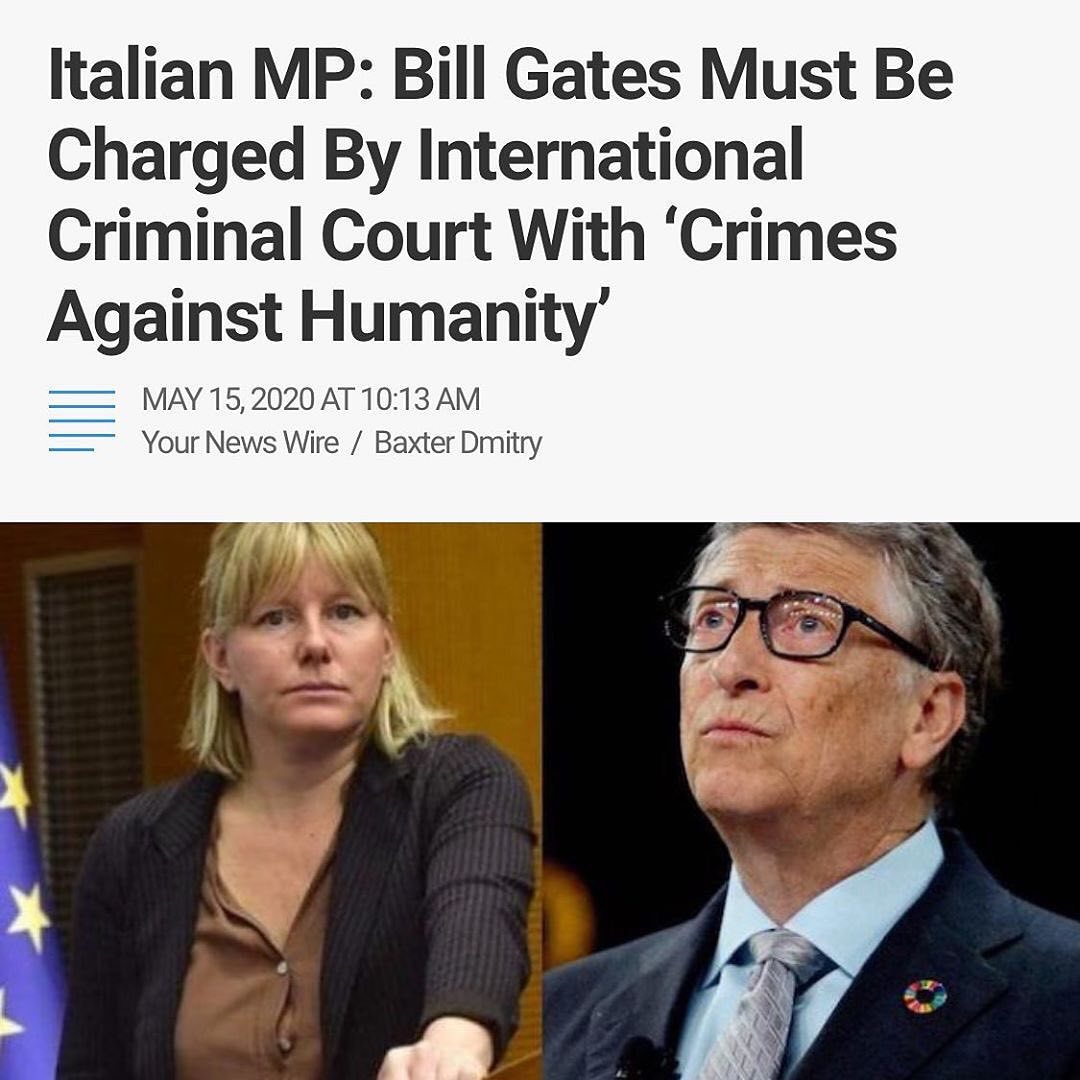 Italian MP: Bill Gates Must Be
Charged By International
Criminal Court With ‘Crimes
Against Humanity’
MAY 15, 2020 AT 10:13 AM
Your News Wire / Baxter Dmitry